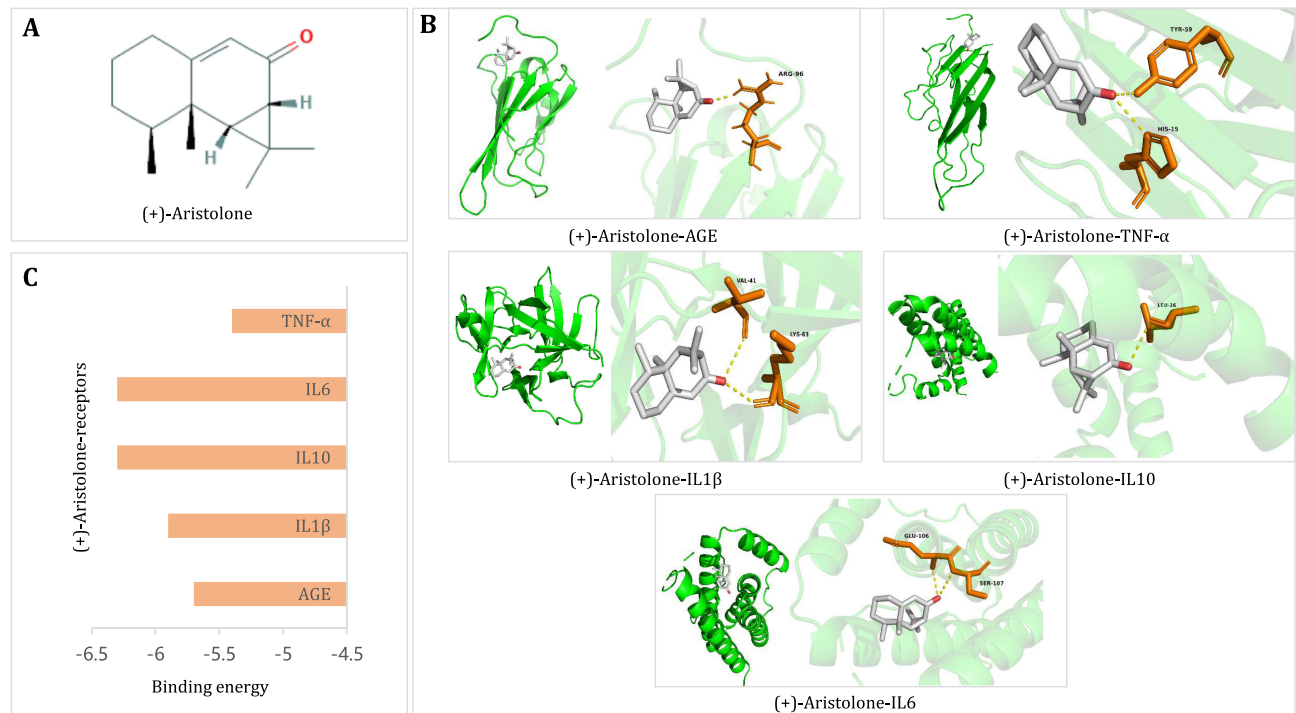 A
O
H
H
(+)-Aristolone
B
ARG-96
(+)-Aristolone-AGE
TYR-59
HIS-15
(+)-Aristolone-TNF-α
VAL-41
LYS-63
(+)-Aristolone-IL1β
LEU-26
(+)-Aristolone-IL10
GLU-106
SER-107
(+)-Aristolone-IL6
C
(+)-Aristolone-receptors
TNF-α
IL6
IL10
IL1β
AGE
-6.5 -6 -5.5 -5 -4.5
Binding energy